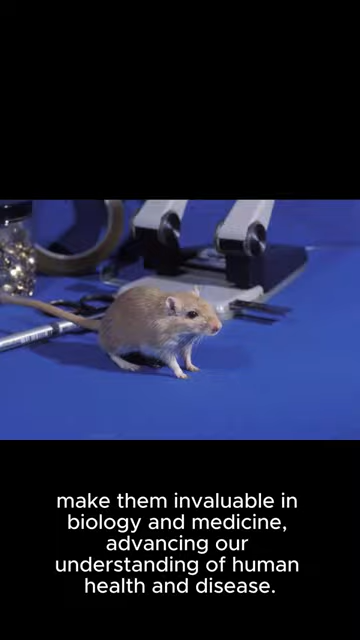 make them invaluable in
biology and medicine,
advancing our
understanding of human
health and disease.